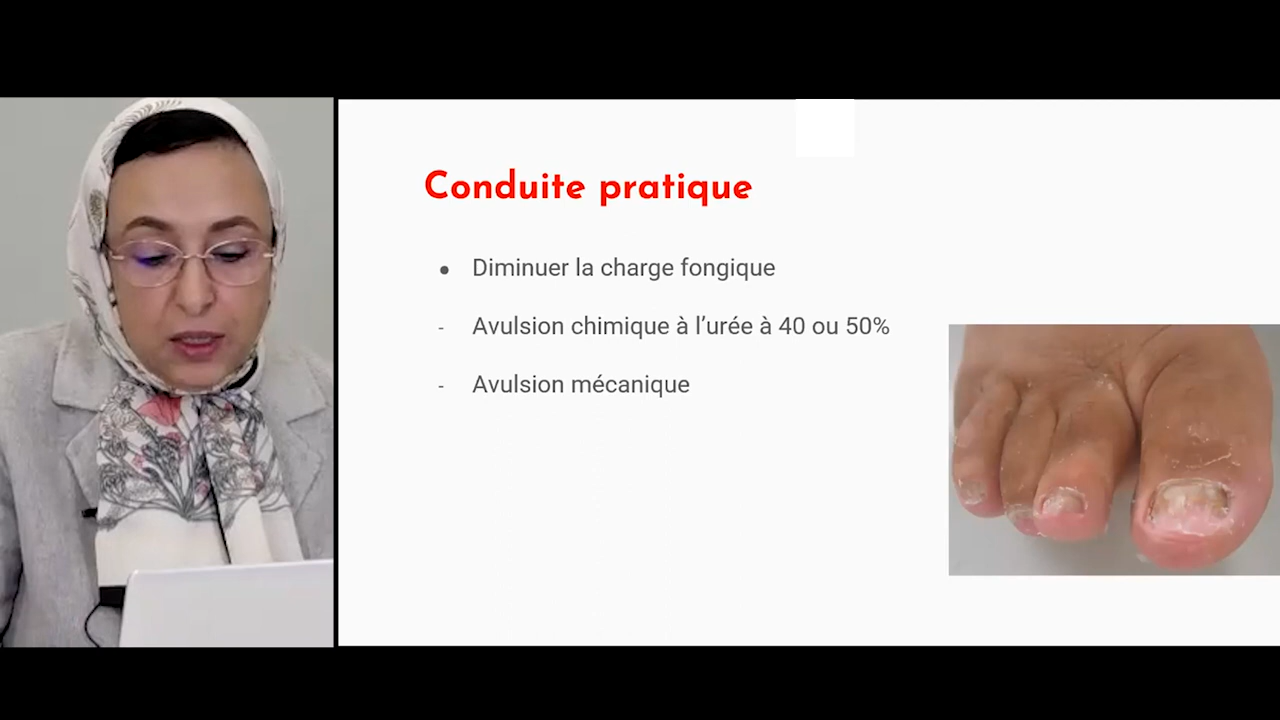 Conduite pratique
● Diminuer la charge fongique
- Avulsion chimique à l’urée à 40 ou 50%
- Avulsion mécanique